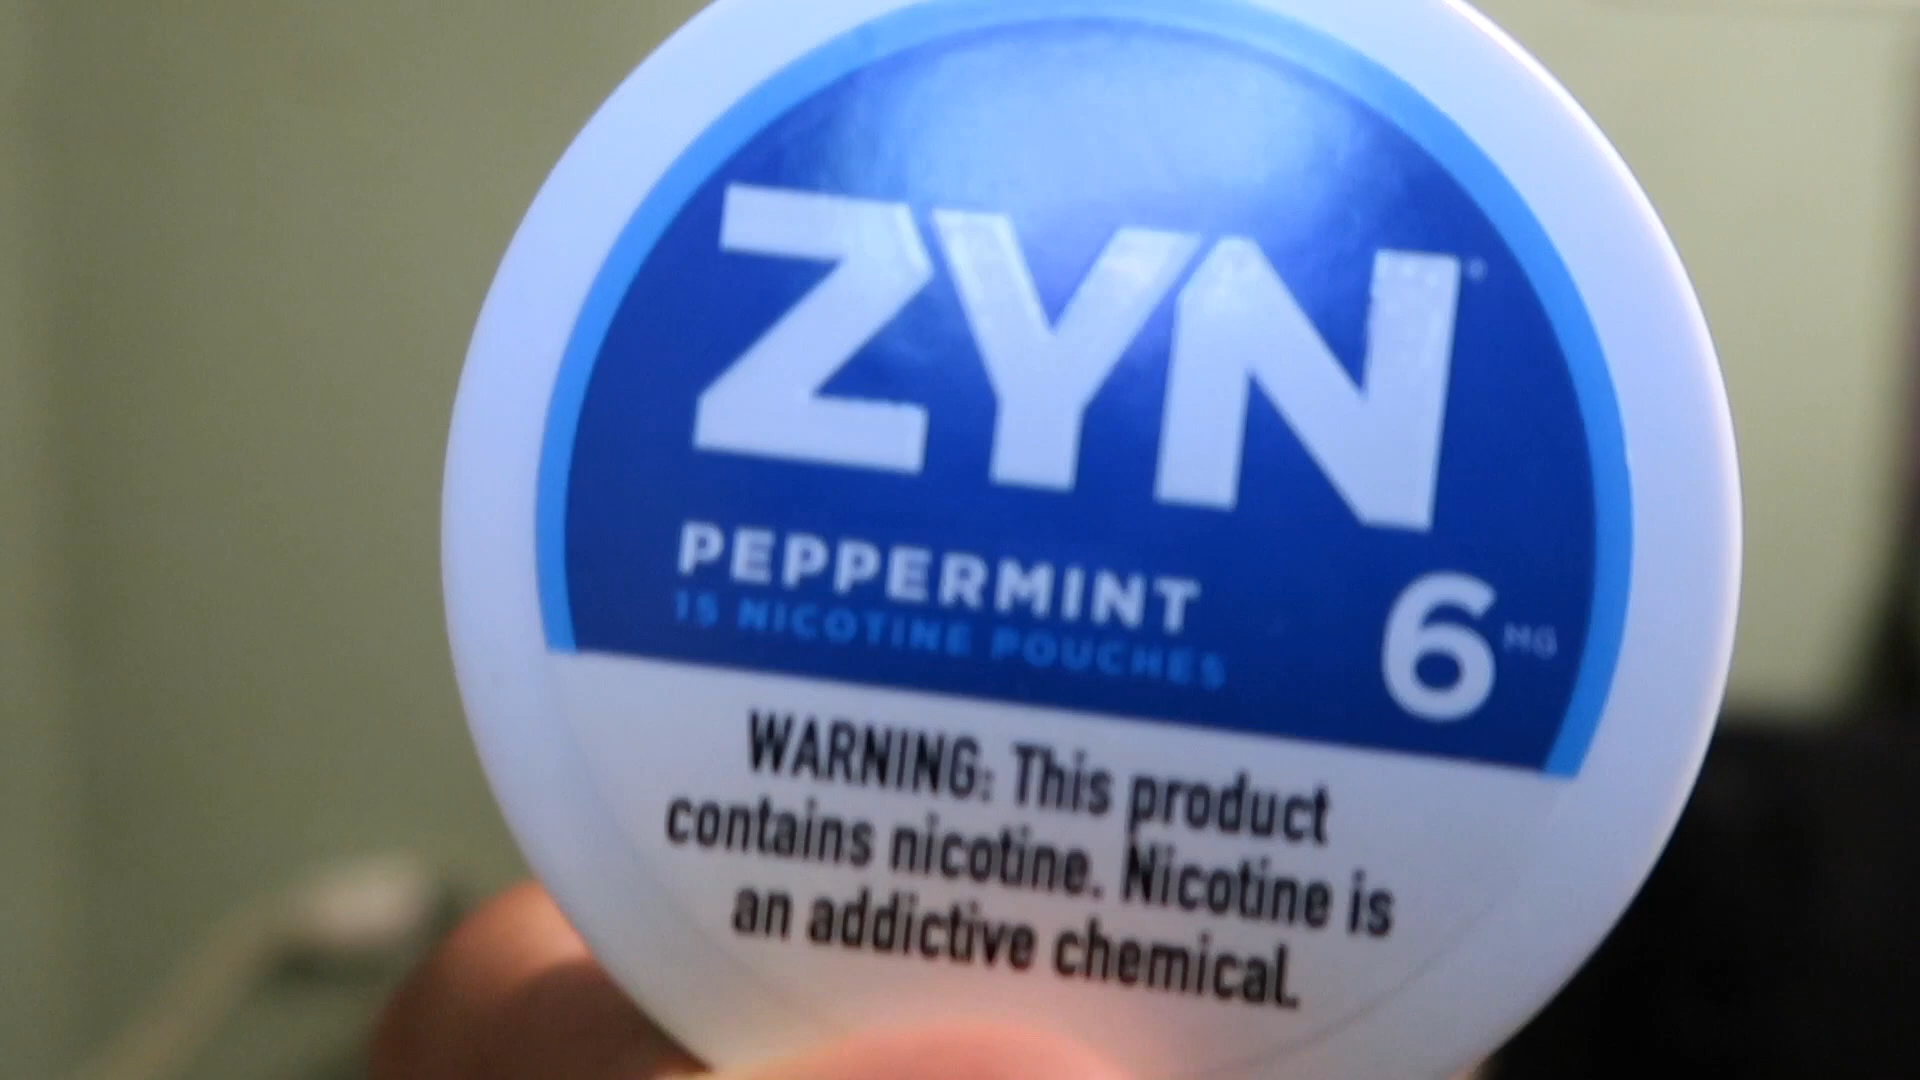 ZYN
PEPPERMINT
15 NICOTINE POUCHES
6 MG
WARNING: This product
contains nicotine. Nicotine is
an addictive chemical.